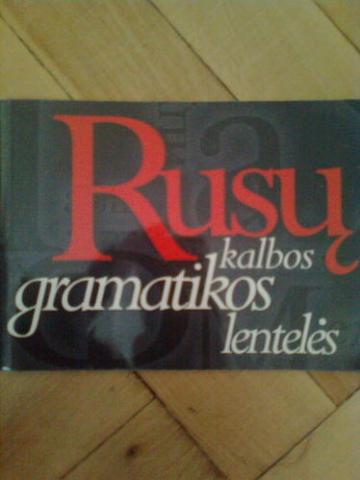 Rusų
kalbos
gramatikos
lentelės